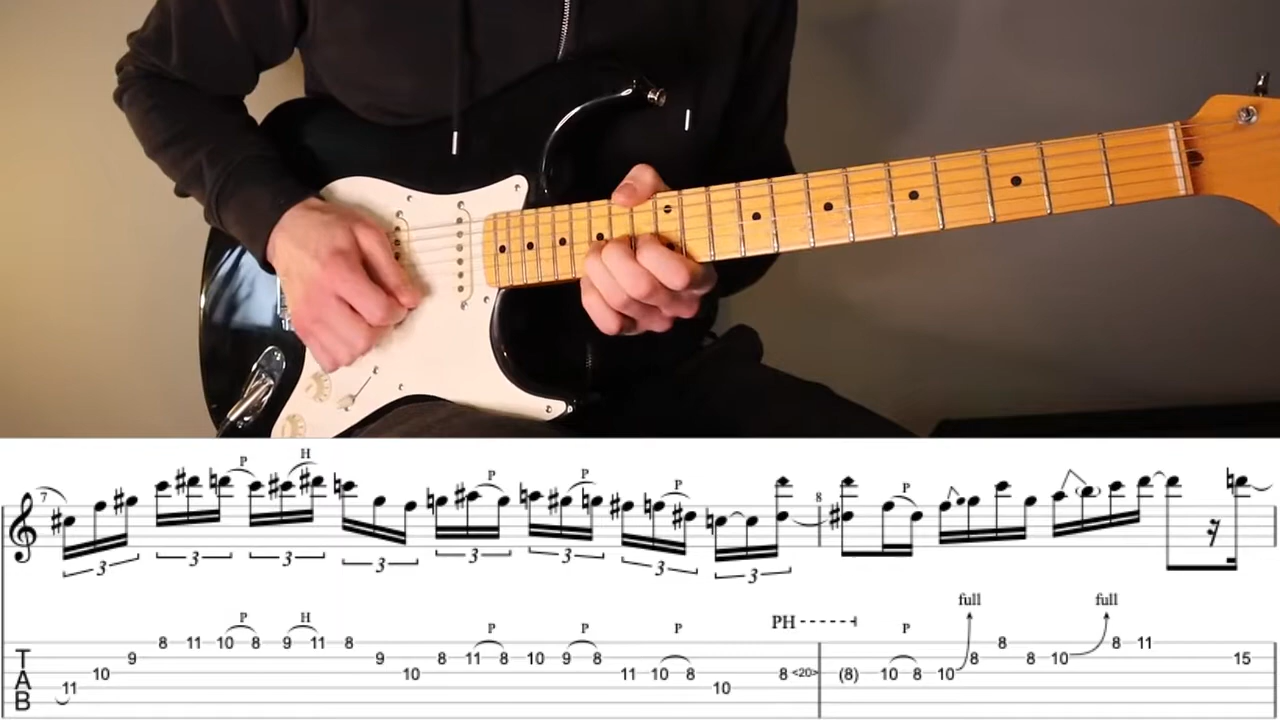 7 P H P P P 8 P
3 3 3 3 3 3 3 3
full full
P H PH
P P P P
8 11 10 8 9 11 8 8 11
T 9 9 8 11 8 10 9 8 8 8 10 15
A 10 10 11 10 8 8 <20> (8) 10 8 10
11 10
B